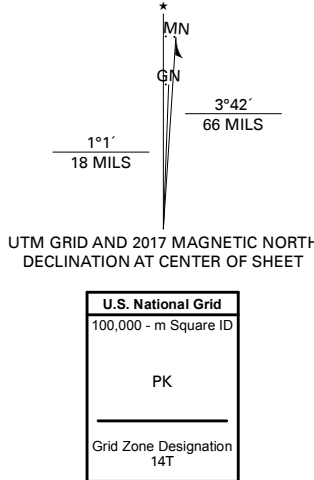 ★
MN
GN
3°42´
66 MILS
1°1´
18 MILS
UTM GRID AND 2017 MAGNETIC NORTH
DECLINATION AT CENTER OF SHEET
U.S. National Grid
100,000 - m Square ID
PK
Grid Zone Designation
14T